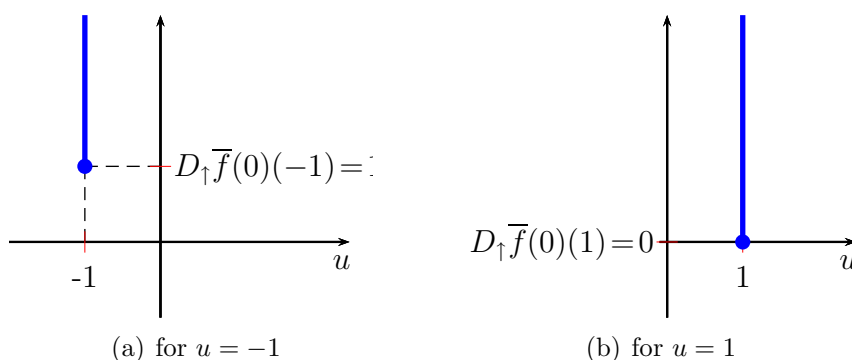 D↑f̅(0)(−1)=
u
-1
(a) for u = −1
D↑f̅(0)(1)=0
u
1
(b) for u = 1